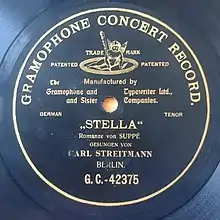 GRAMOPHONE CONCERT RECORD.
TRADE MARK
PATENTED PATENTED
The Manufactured by
Gramophone and Typewriter Ltd.,
and Sister Companies.
GERMAN TENOR
„STELLA“
Romanze von SUPPÉ
GESUNGEN VON
CARL STREITMANN
BERLIN.
G.C.-42375